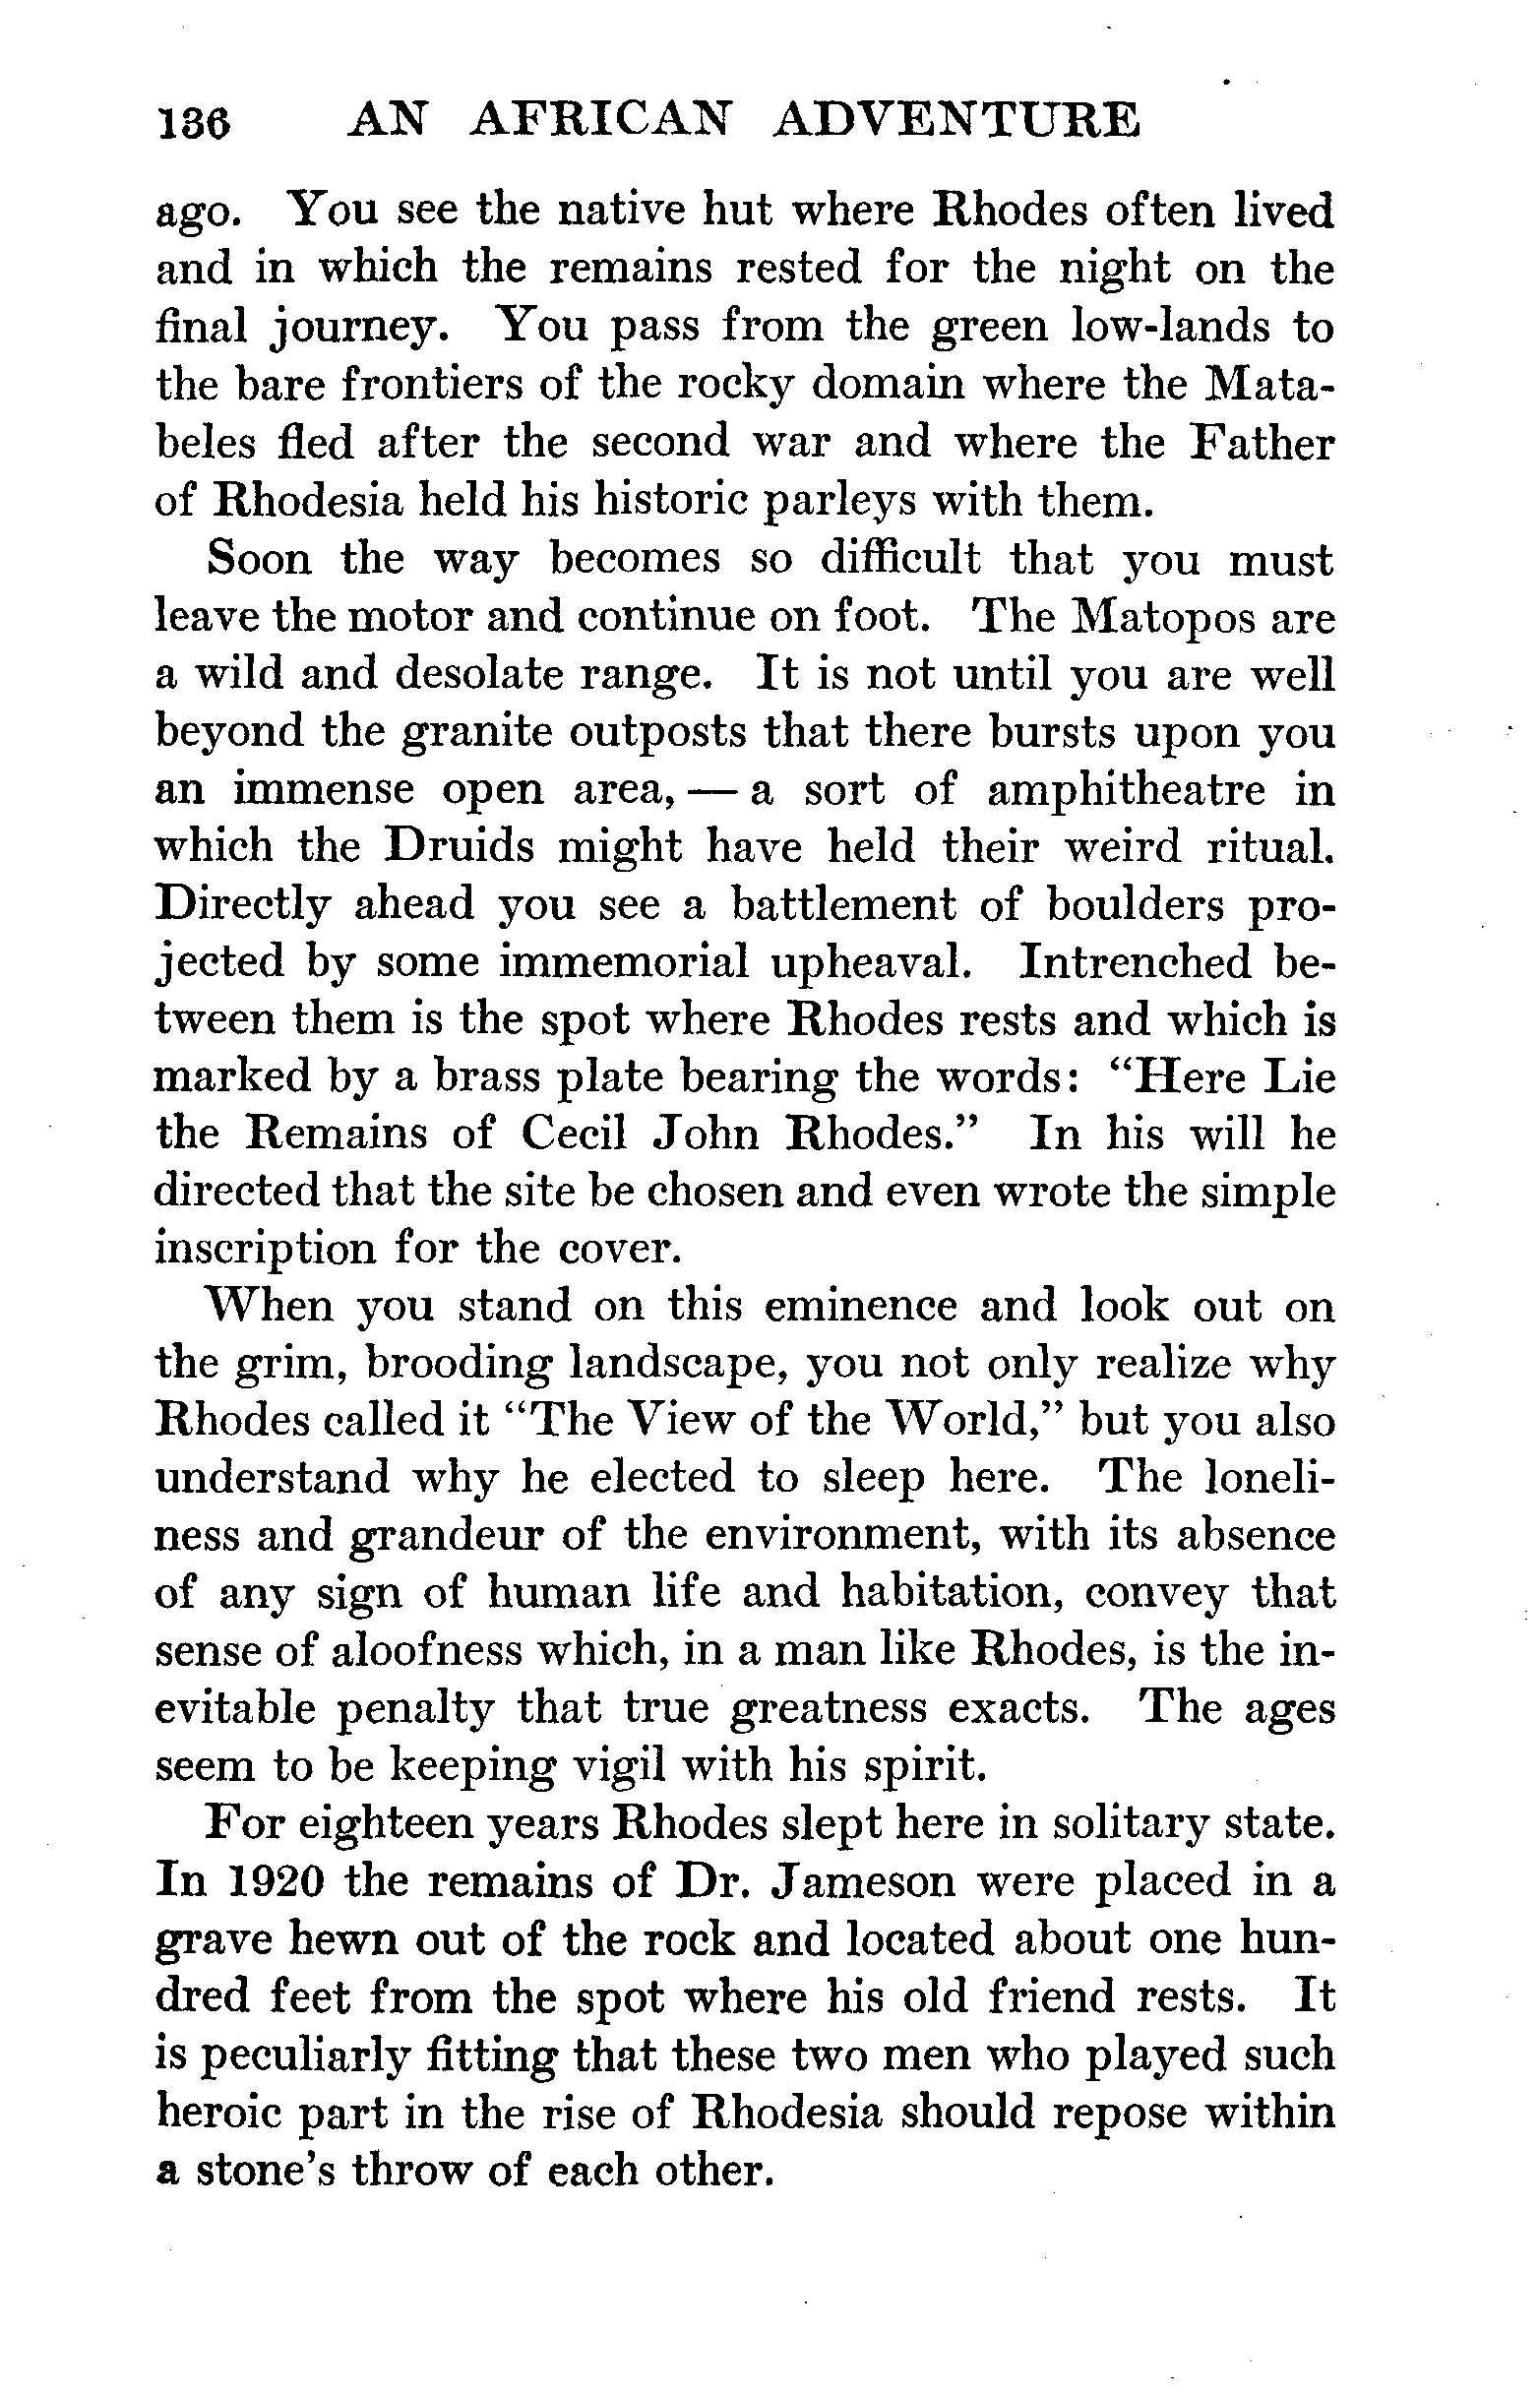 136 AN AFRICAN ADVENTURE
ago. You see the native hut where Rhodes often lived
and in which the remains rested for the night on the
final journey. You pass from the green low-lands to
the bare frontiers of the rocky domain where the Mata-
beles fled after the second war and where the Father
of Rhodesia held his historic parleys with them.
Soon the way becomes so difficult that you must
leave the motor and continue on foot. The Matopos are
a wild and desolate range. It is not until you are well
beyond the granite outposts that there bursts upon you
an immense open area, — a sort of amphitheatre in
which the Druids might have held their weird ritual.
Directly ahead you see a battlement of boulders pro-
jected by some immemorial upheaval. Intrenched be-
tween them is the spot where Rhodes rests and which is
marked by a brass plate bearing the words: “Here Lie
the Remains of Cecil John Rhodes.” In his will he
directed that the site be chosen and even wrote the simple
inscription for the cover.
When you stand on this eminence and look out on
the grim, brooding landscape, you not only realize why
Rhodes called it “The View of the World,” but you also
understand why he elected to sleep here. The loneli-
ness and grandeur of the environment, with its absence
of any sign of human life and habitation, convey that
sense of aloofness which, in a man like Rhodes, is the in-
evitable penalty that true greatness exacts. The ages
seem to be keeping vigil with his spirit.
For eighteen years Rhodes slept here in solitary state.
In 1920 the remains of Dr. Jameson were placed in a
grave hewn out of the rock and located about one hun-
dred feet from the spot where his old friend rests. It
is peculiarly fitting that these two men who played such
heroic part in the rise of Rhodesia should repose within
a stone’s throw of each other.